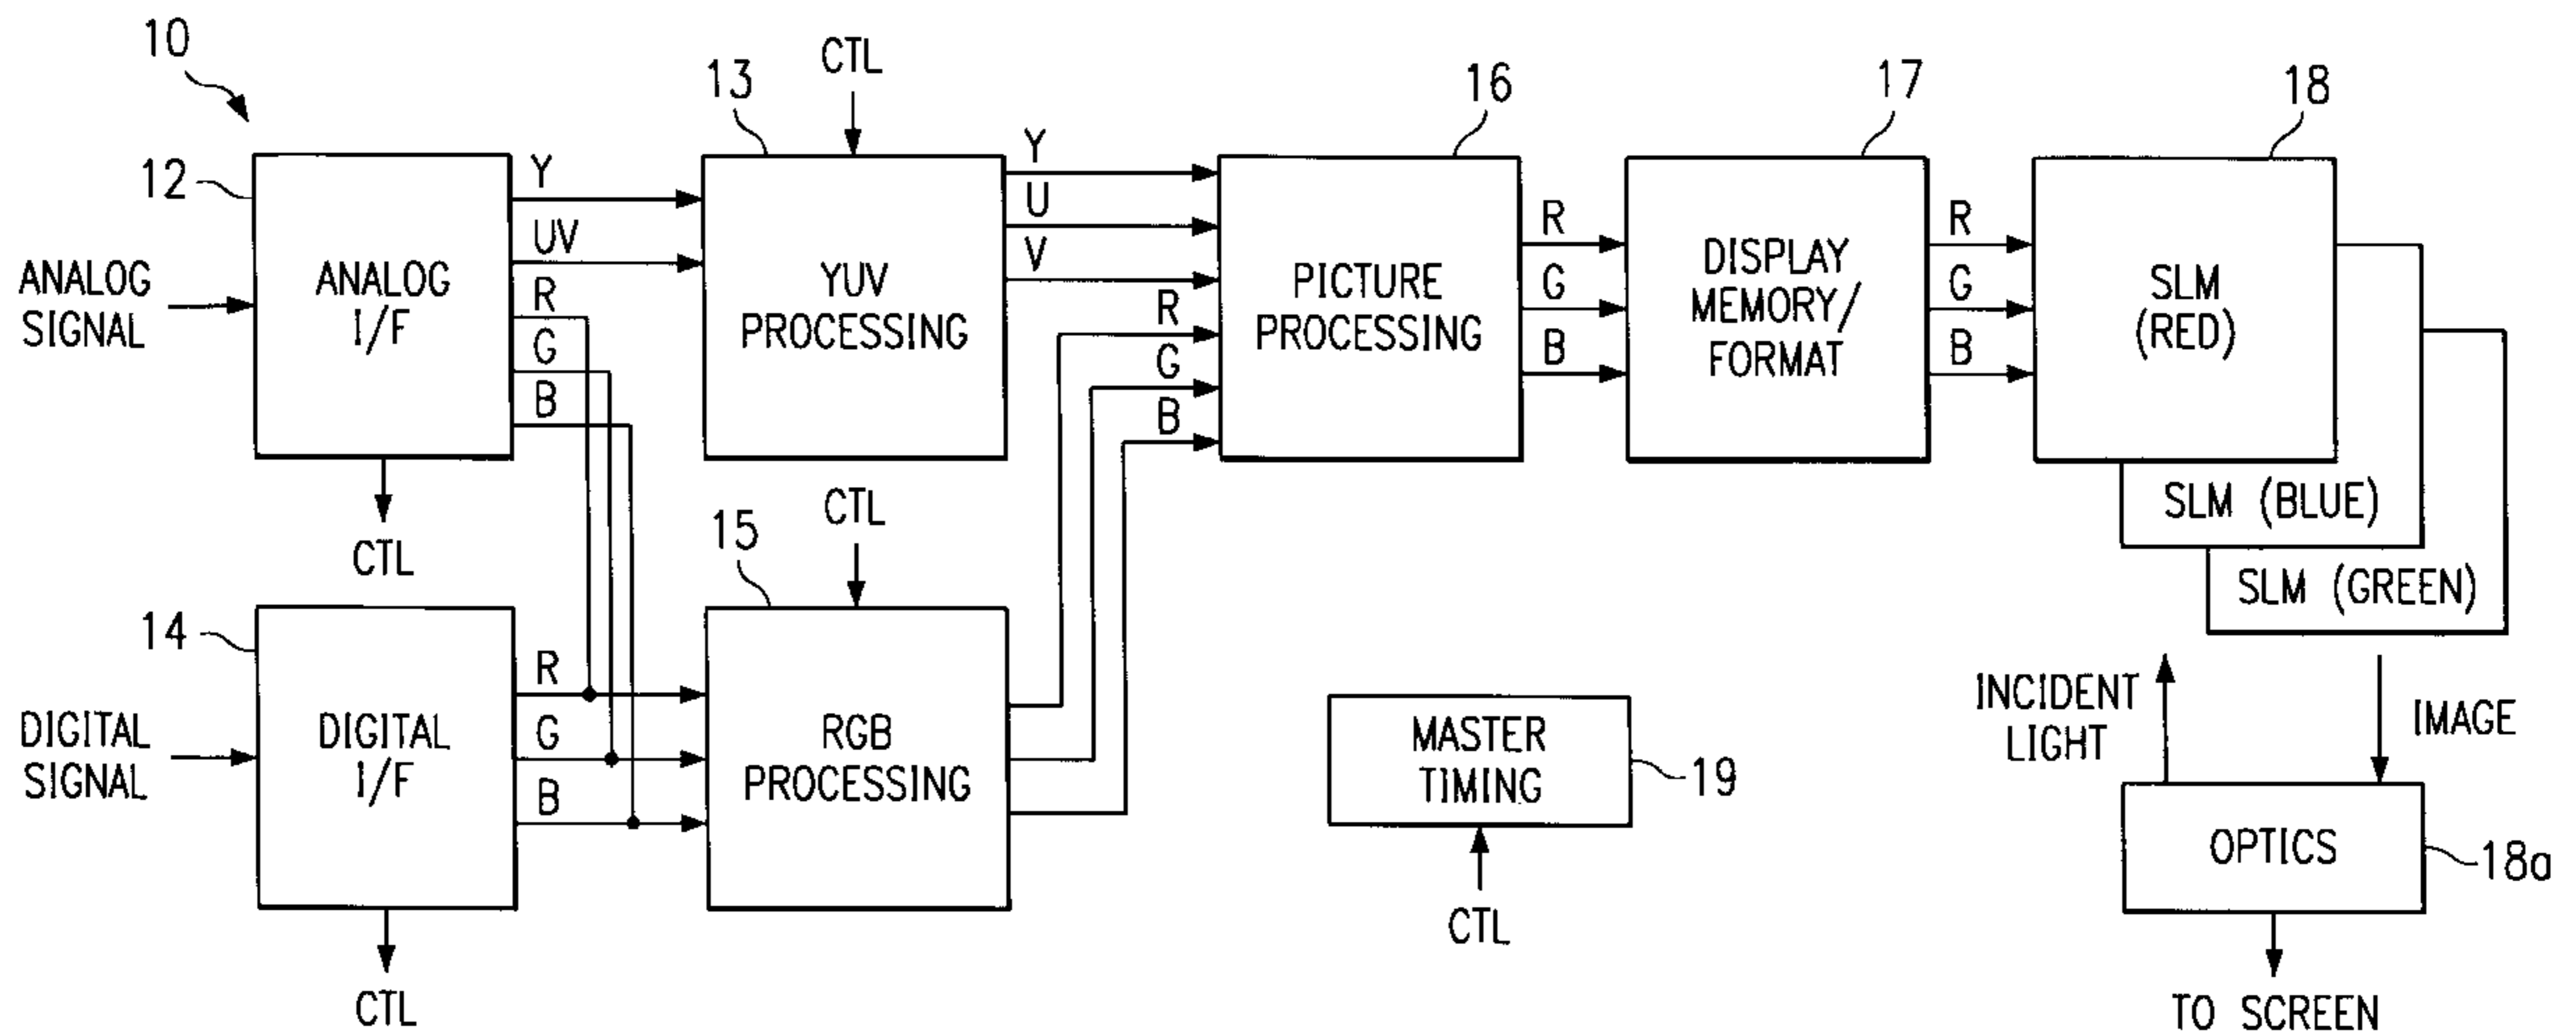 10
12
ANALOG
SIGNAL
ANALOG
I/F
CTL
Y
UV
R
G
B
13
CTL
YUV
PROCESSING
Y
U
V
R
G
B
16
PICTURE
PROCESSING
R
G
B
17
DISPLAY
MEMORY/
FORMAT
R
G
B
18
SLM
(RED)
SLM (BLUE)
SLM (GREEN)
14
DIGITAL
SIGNAL
DIGITAL
I/F
CTL
R
G
B
15
CTL
RGB
PROCESSING
MASTER
TIMING
19
CTL
INCIDENT
LIGHT
IMAGE
OPTICS
18a
TO SCREEN